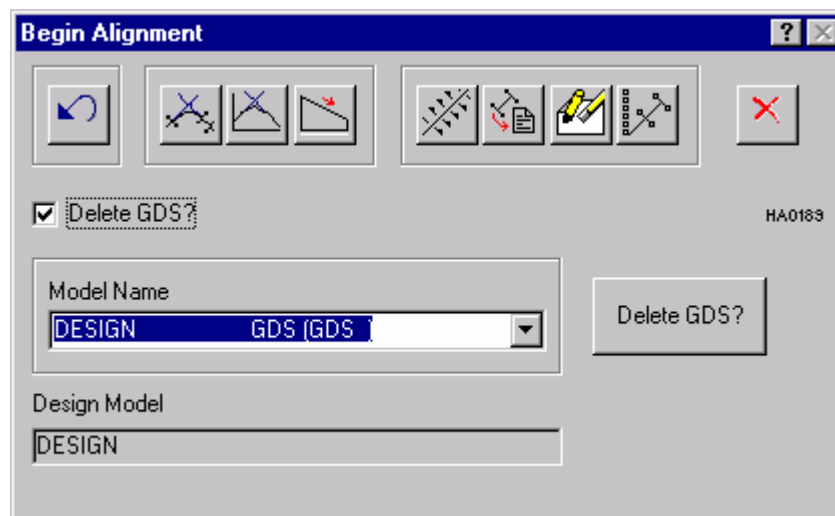 Begin Alignment
Delete GDS?
HA0189
Model Name
DESIGN GDS (GDS )
Delete GDS?
Design Model
DESIGN